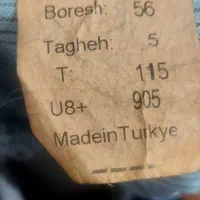 Boresh: 56
Tagheh: 5
T: 115
U8+ 905
MadeinTurkye